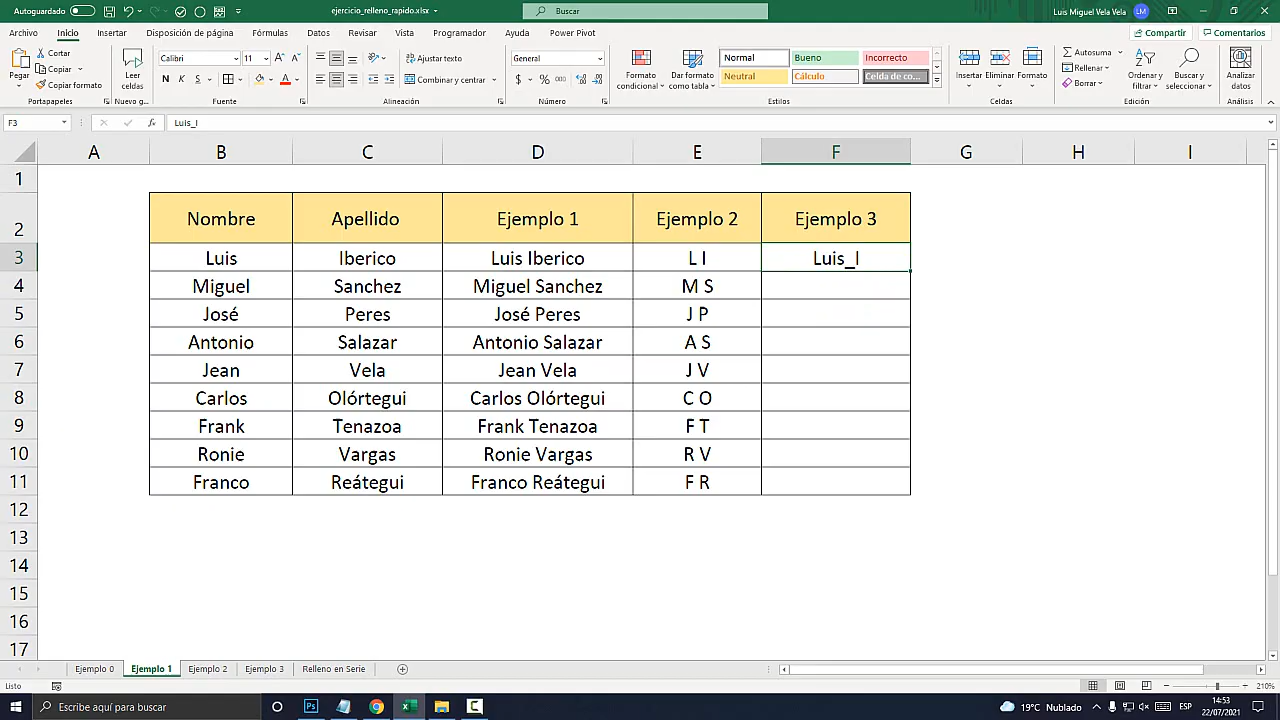 Autoguardado
ejercicio_relleno_rapido.xlsx
Buscar
Luis Miguel Vela Vela
LM
Archivo Inicio Insertar Disposición de página Fórmulas Datos Revisar Vista Programador Ayuda Power Pivot
Compartir Comentarios
Pegar
Cortar
Copiar
Copiar formato
Portapapeles
Leer celdas
Nuevo g...
Calibri 11
N K S
Fuente
Ajustar texto
Combinar y centrar
Alineación
General
$ % 000
Número
Formato condicional
Dar formato como tabla
Normal Bueno Incorrecto
Neutral Cálculo Celda de co...
Estilos
Insertar Eliminar Formato
Celdas
Autosuma
Rellenar
Borrar
Ordenar y filtrar
Buscar y seleccionar
Edición
Analizar datos
Análisis
F3 fx Luis_I
A B C D E F G H I
1
2 Nombre Apellido Ejemplo 1 Ejemplo 2 Ejemplo 3
3 Luis Iberico Luis Iberico L I Luis_I
4 Miguel Sanchez Miguel Sanchez M S
5 José Peres José Peres J P
6 Antonio Salazar Antonio Salazar A S
7 Jean Vela Jean Vela J V
8 Carlos Olórtegui Carlos Olórtegui C O
9 Frank Tenazoa Frank Tenazoa F T
10 Ronie Vargas Ronie Vargas R V
11 Franco Reátegui Franco Reátegui F R
12
13
14
15
16
17
Ejemplo 0 Ejemplo 1 Ejemplo 2 Ejemplo 3 Relleno en Serie
Listo
210%
Escribe aquí para buscar
Ps
19°C Nublado
ESP
14:53
22/07/2021